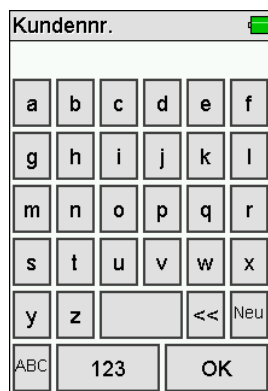 Kundennr.
a b c d e f
g h i j k l
m n o p q r
s t u v w x
y z << Neu
ABC 123 OK